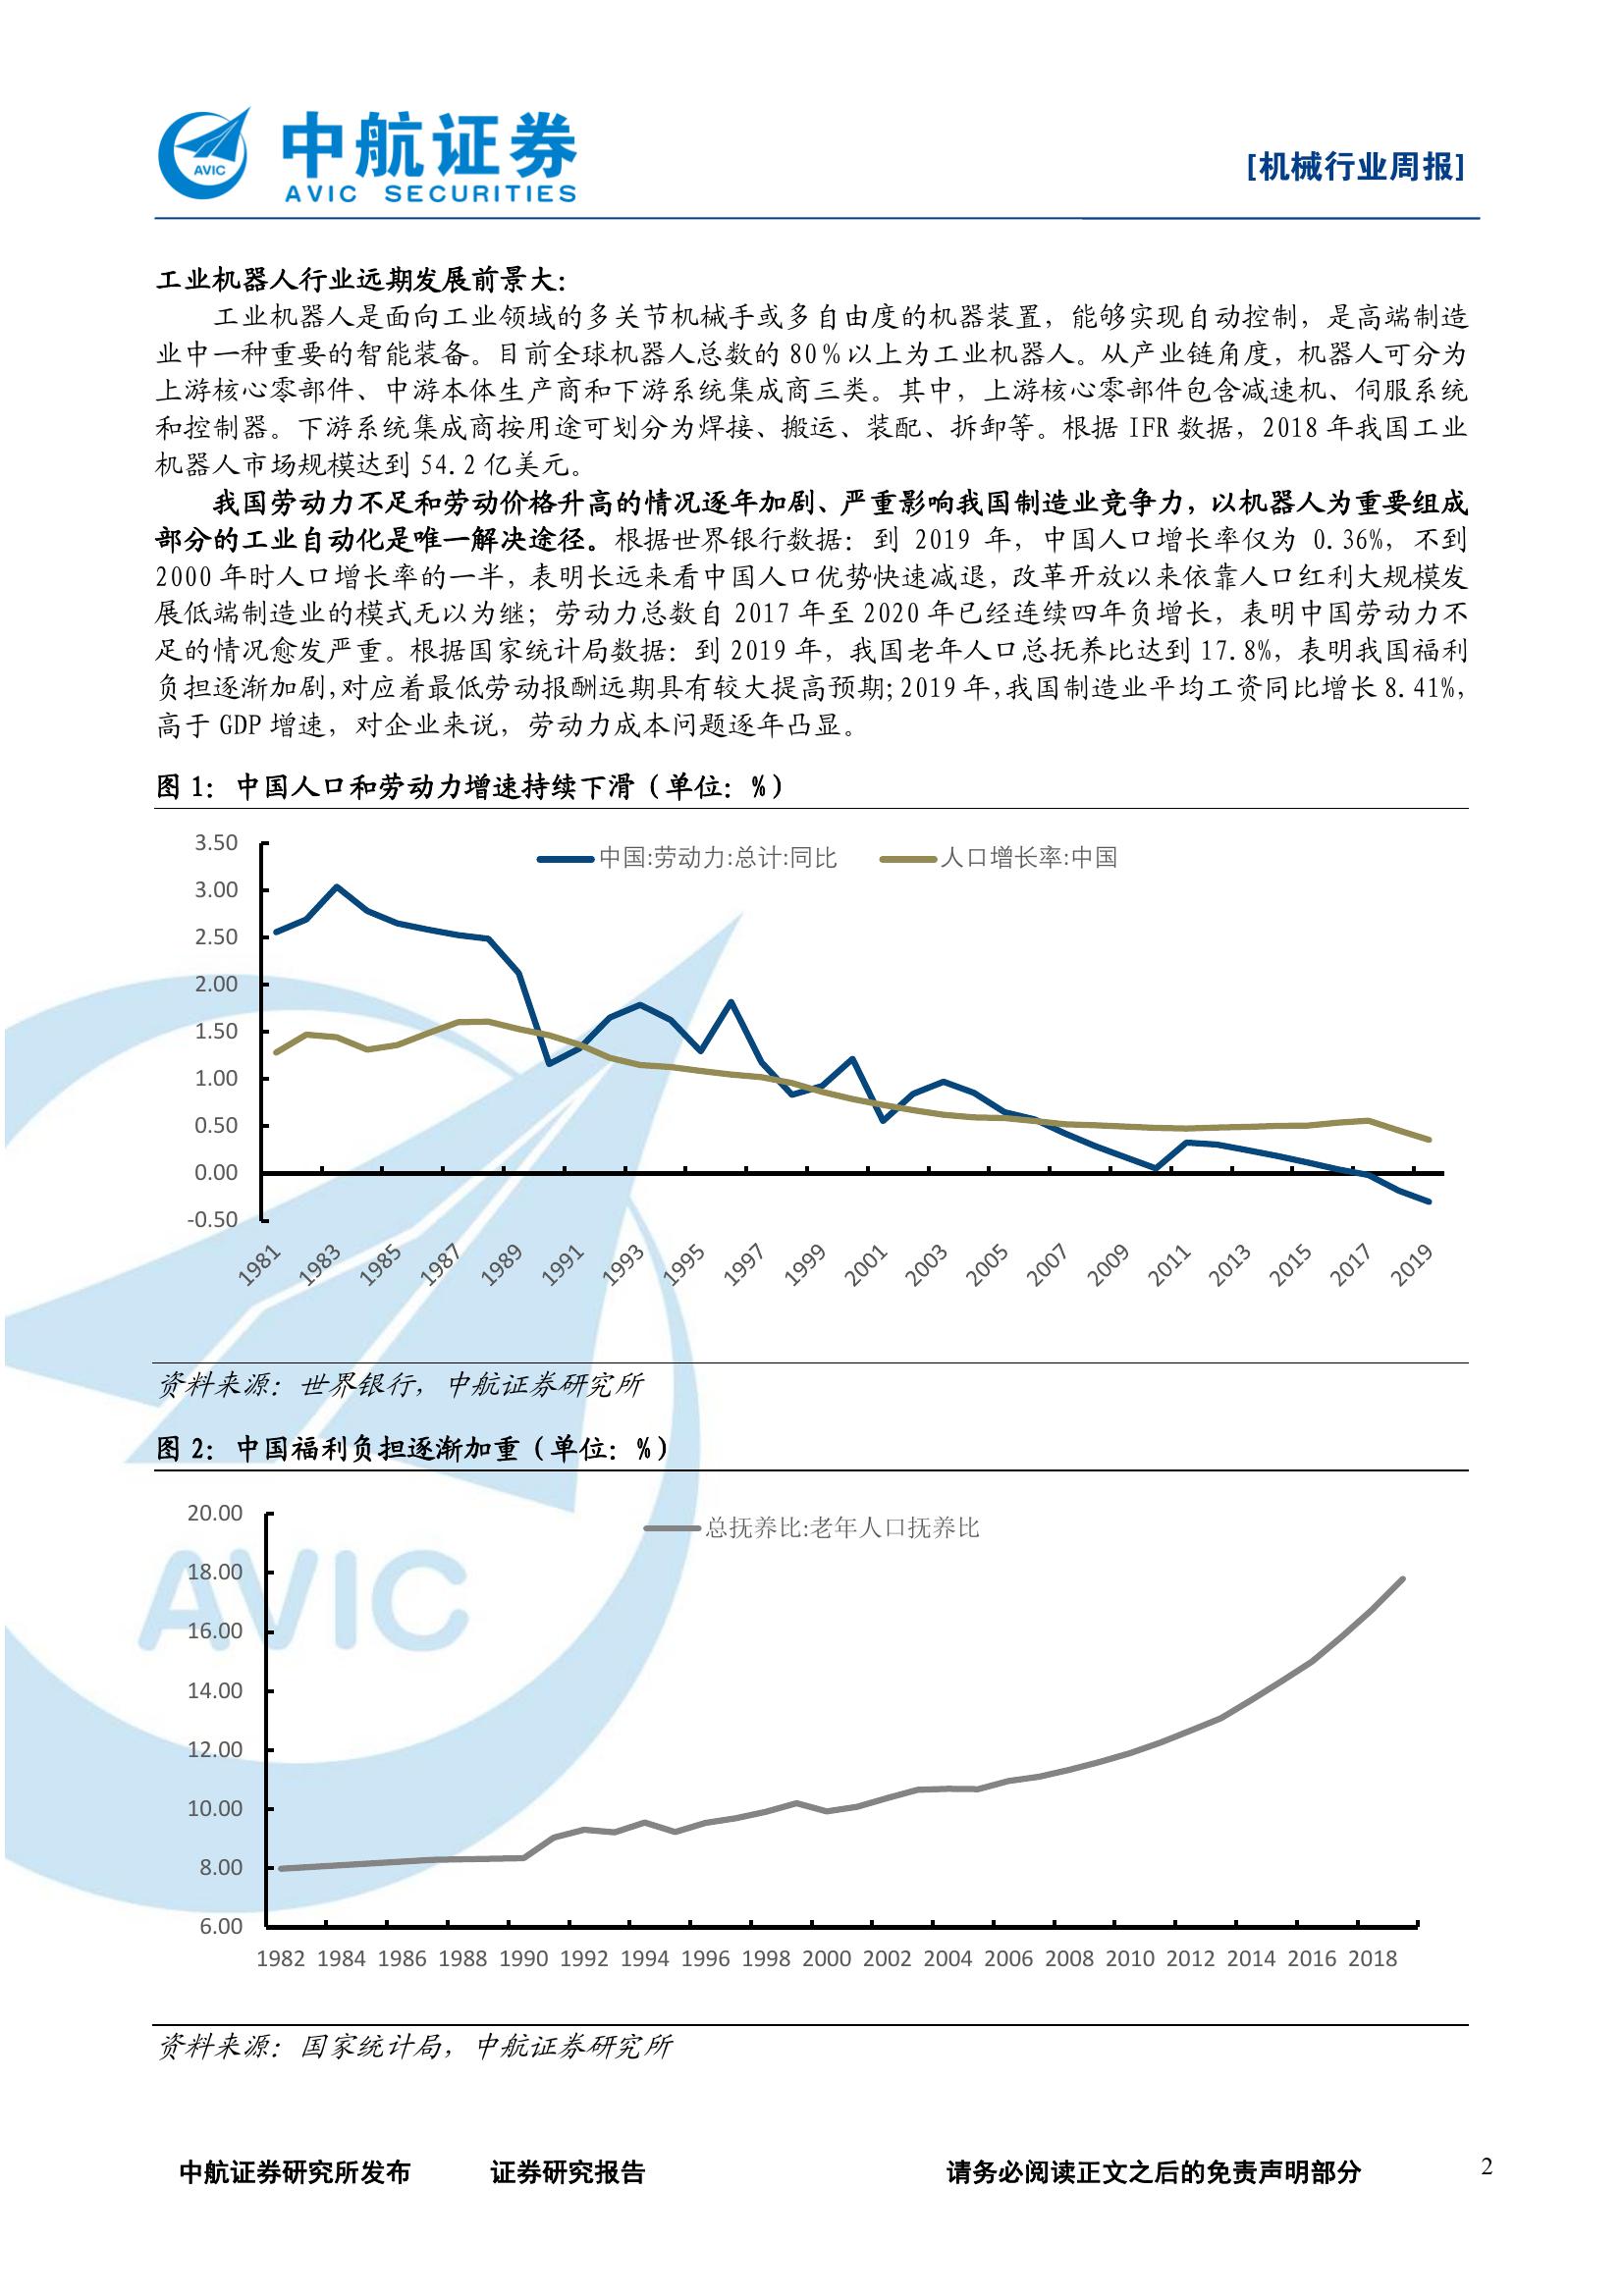 中航证券
AVIC
AVIC SECURITIES
[机械行业周报]
工业机器人行业远期发展前景大：
工业机器人是面向工业领域的多关节机械手或多自由度的机器装置，能够实现自动控制，是高端制造
业中一种重要的智能装备。目前全球机器人总数的 80%以上为工业机器人。从产业链角度，机器人可分为
上游核心零部件、中游本体生产商和下游系统集成商三类。其中，上游核心零部件包含减速机、伺服系统
和控制器。下游系统集成商按用途可划分为焊接、搬运、装配、拆卸等。根据 IFR 数据，2018 年我国工业
机器人市场规模达到 54.2 亿美元。
我国劳动力不足和劳动价格升高的情况逐年加剧、严重影响我国制造业竞争力，以机器人为重要组成
部分的工业自动化是唯一解决途径。根据世界银行数据：到 2019 年，中国人口增长率仅为 0.36%，不到
2000 年时人口增长率的一半，表明长远来看中国人口优势快速减退，改革开放以来依靠人口红利大规模发
展低端制造业的模式无以为继；劳动力总数自 2017 年至 2020 年已经连续四年负增长，表明中国劳动力不
足的情况愈发严重。根据国家统计局数据：到 2019 年，我国老年人口总抚养比达到 17.8%，表明我国福利
负担逐渐加剧，对应着最低劳动报酬远期具有较大提高预期；2019 年，我国制造业平均工资同比增长 8.41%，
高于 GDP 增速，对企业来说，劳动力成本问题逐年凸显。
图 1：中国人口和劳动力增速持续下滑（单位：%）
中国:劳动力:总计:同比 人口增长率:中国
3.50
3.00
2.50
2.00
1.50
1.00
0.50
0.00
-0.50
1981 1983 1985 1987 1989 1991 1993 1995 1997 1999 2001 2003 2005 2007 2009 2011 2013 2015 2017 2019
资料来源：世界银行，中航证券研究所
图 2：中国福利负担逐渐加重（单位：%）
总抚养比:老年人口抚养比
20.00
18.00
16.00
14.00
12.00
10.00
8.00
6.00
1982 1984 1986 1988 1990 1992 1994 1996 1998 2000 2002 2004 2006 2008 2010 2012 2014 2016 2018
AVIC
资料来源：国家统计局，中航证券研究所
中航证券研究所发布 证券研究报告 请务必阅读正文之后的免责声明部分 2